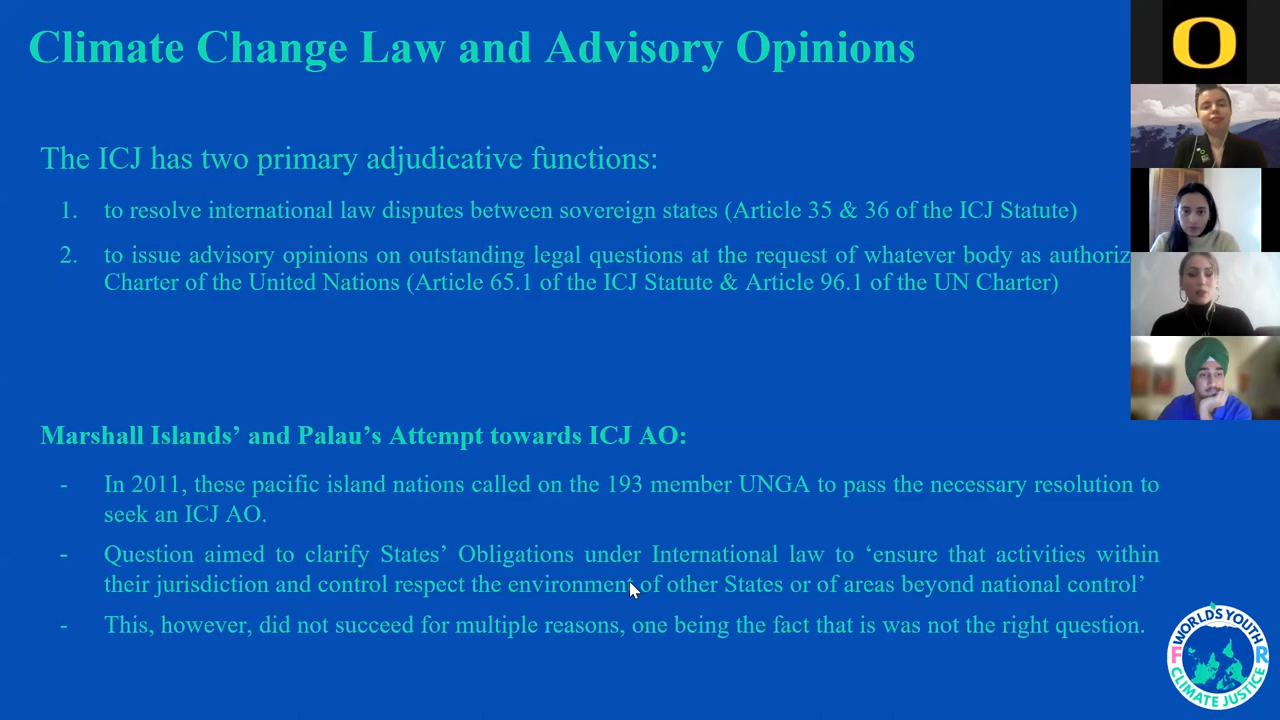 Climate Change Law and Advisory Opinions
The ICJ has two primary adjudicative functions:
1. to resolve international law disputes between sovereign states (Article 35 & 36 of the ICJ Statute)
2. to issue advisory opinions on outstanding legal questions at the request of whatever body as authoriz
Charter of the United Nations (Article 65.1 of the ICJ Statute & Article 96.1 of the UN Charter)
Marshall Islands’ and Palau’s Attempt towards ICJ AO:
- In 2011, these pacific island nations called on the 193 member UNGA to pass the necessary resolution to
seek an ICJ AO.
- Question aimed to clarify States’ Obligations under International law to ‘ensure that activities within
their jurisdiction and control respect the environment of other States or of areas beyond national control’
- This, however, did not succeed for multiple reasons, one being the fact that is was not the right question.
O
WORLD'S YOUTH
FR
CLIMATE JUSTICE